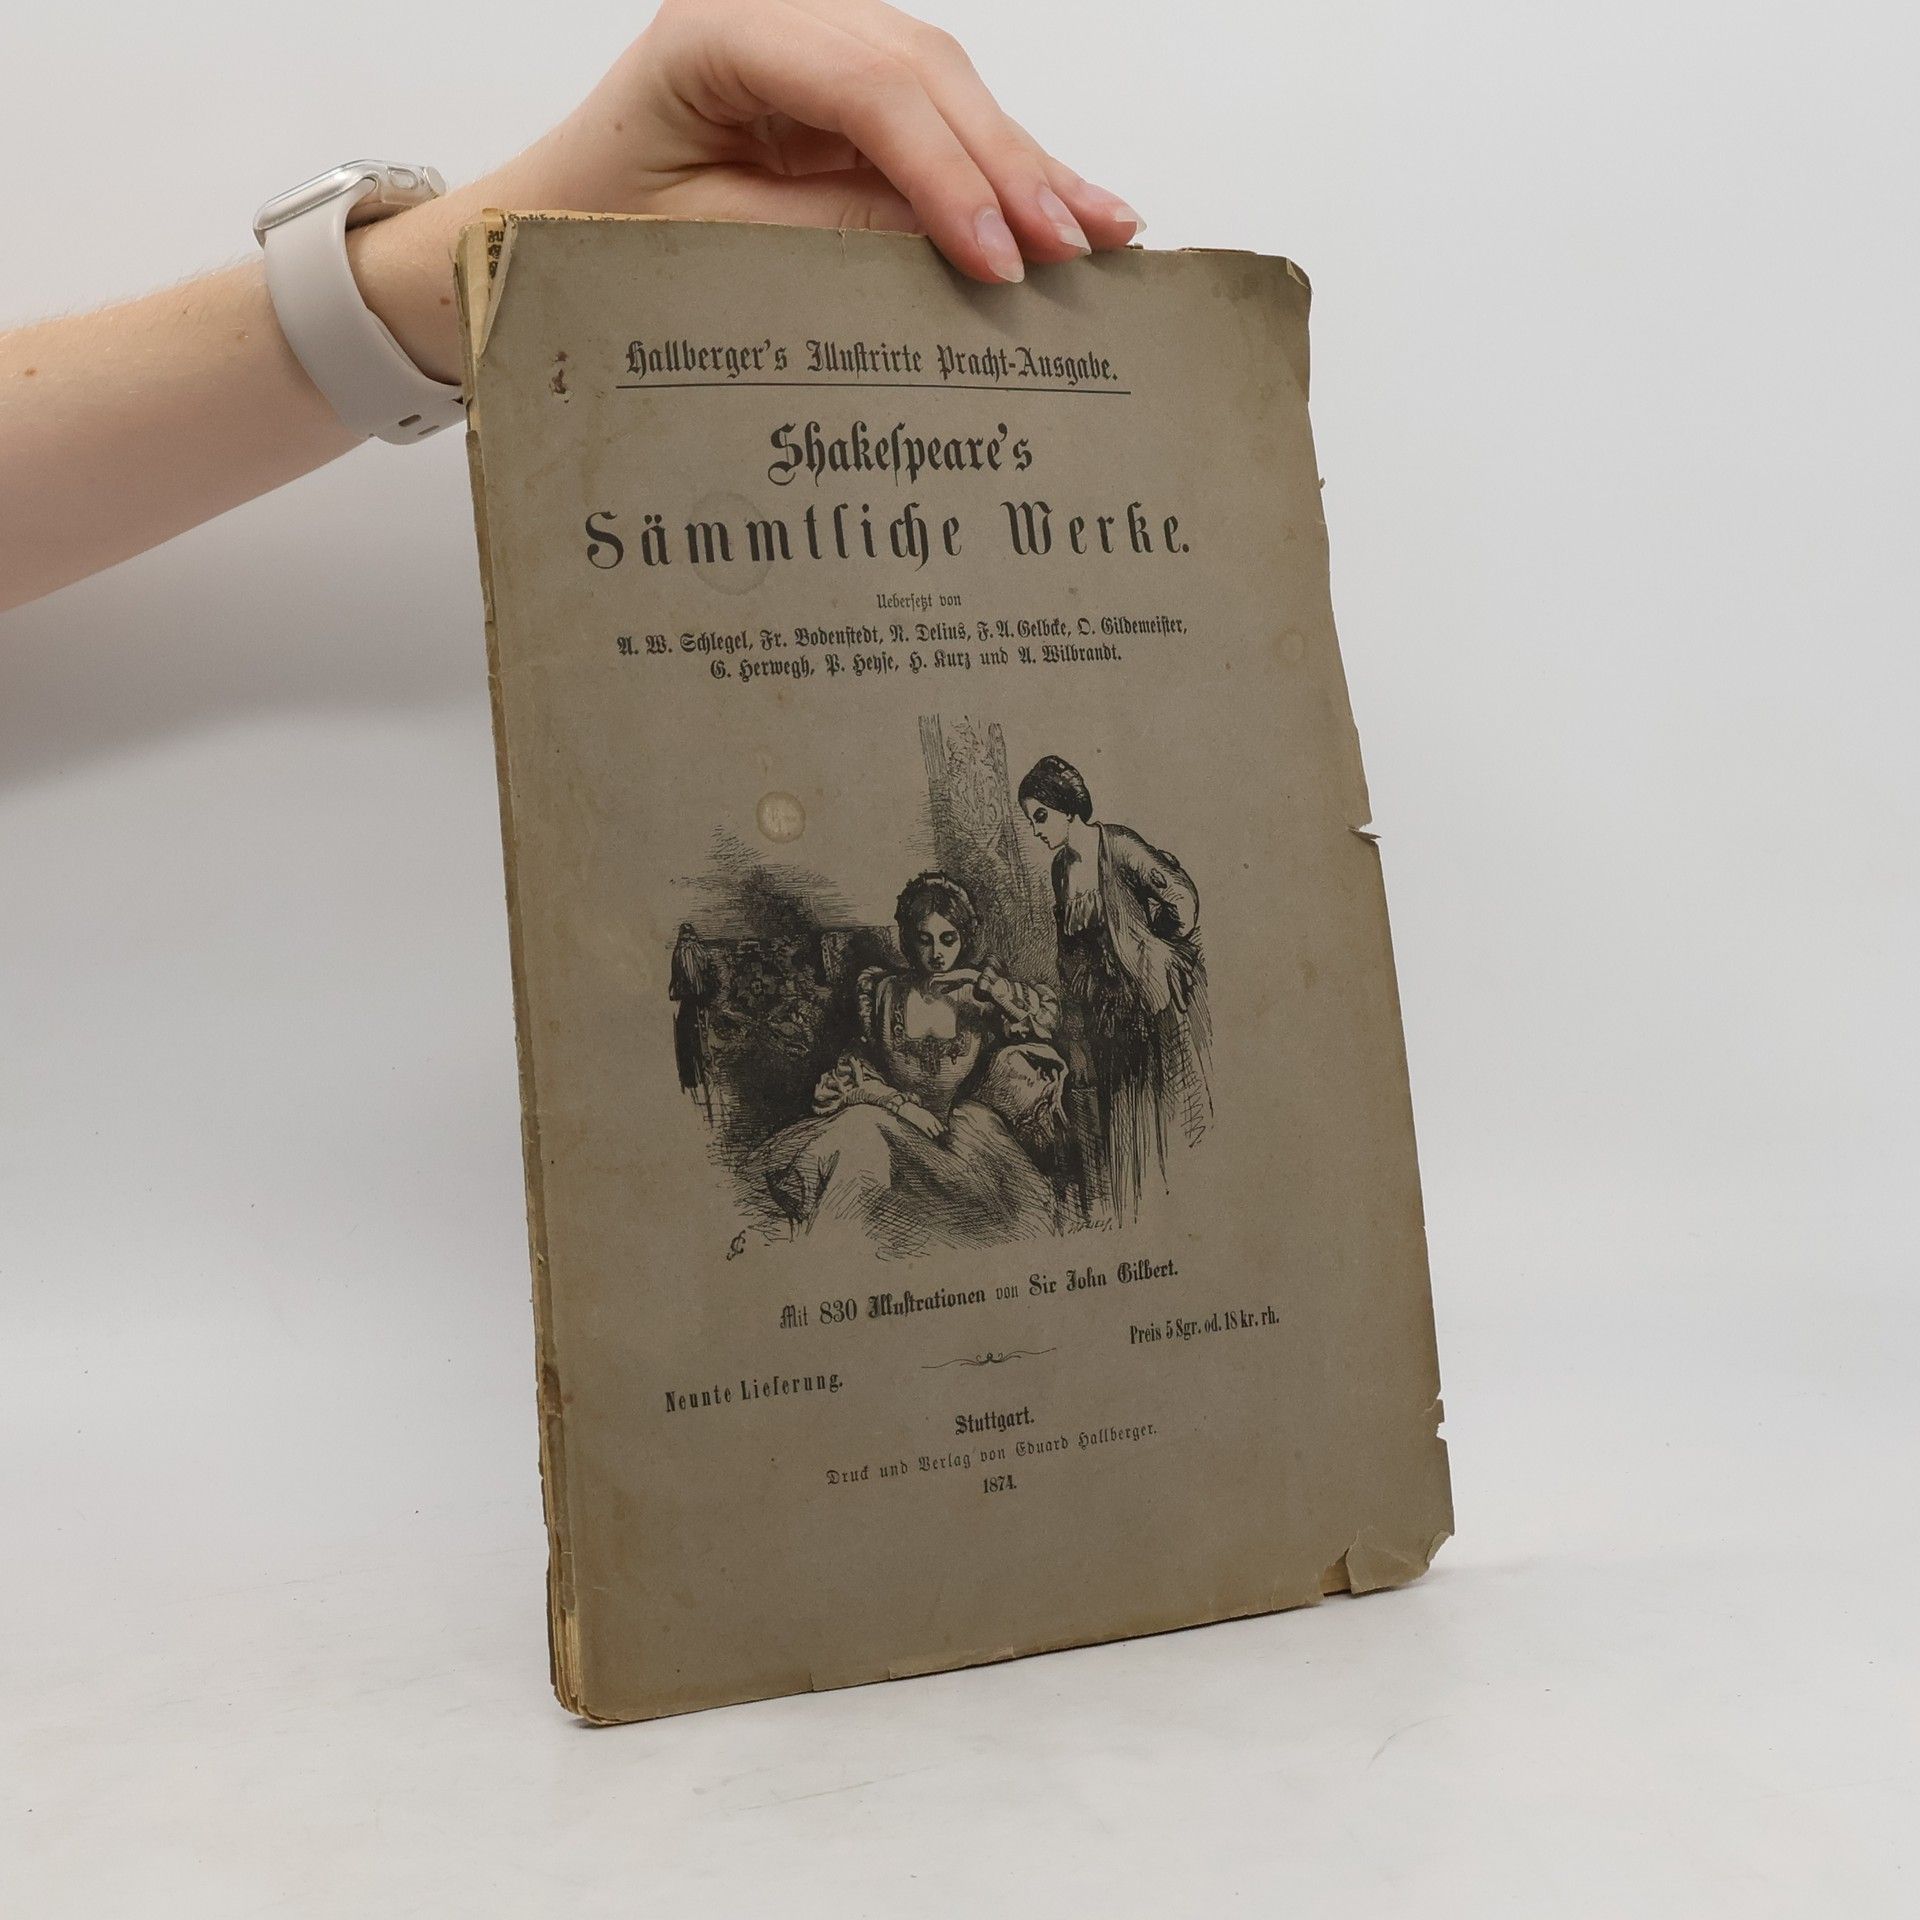 Hallberger's Illustrirte Pracht-Ausgabe.
Shakespeare's
Sämmtliche Werke.
Uebersetzt von
A. W. Schlegel, Fr. Bodenstedt, N. Delius, F. A. Gelbcke, O. Gildemeister,
G. Herwegh, P. Heyse, H. Kurz und A. Wilbrandt.
Mit 830 Illustrationen von Sir John Gilbert.
Preis 5 Sgr. od. 18 kr. rh.
Neunte Lieferung.
Stuttgart.
Druck und Verlag von Eduard Hallberger.
1874.